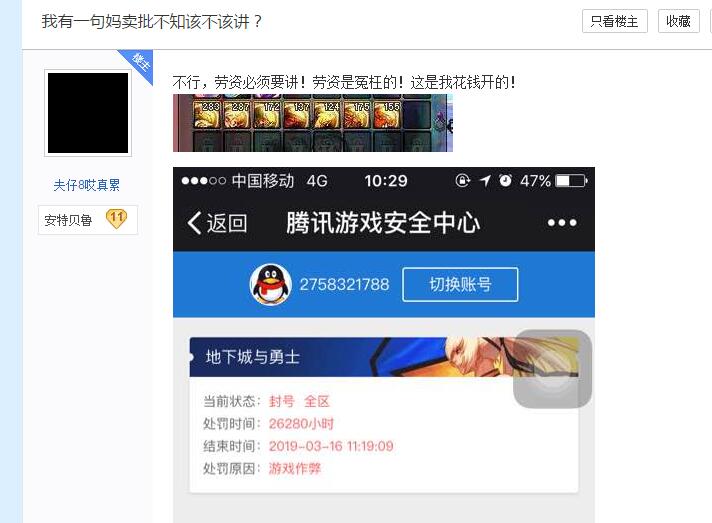 我有一句妈卖批不知该不该讲？
只看楼主
收藏
楼主
夫仔8哎真累
安特贝鲁 11
不行，劳资必须要讲！劳资是冤枉的！这是我花钱开的！
283 287 172 137 124 175 155
中国移动 4G 10:29 47%
返回 腾讯游戏安全中心
2758321788 切换账号
地下城与勇士
当前状态：封号 全区
处罚时间：26280小时
结束时间：2019-03-16 11:19:09
处罚原因：游戏作弊